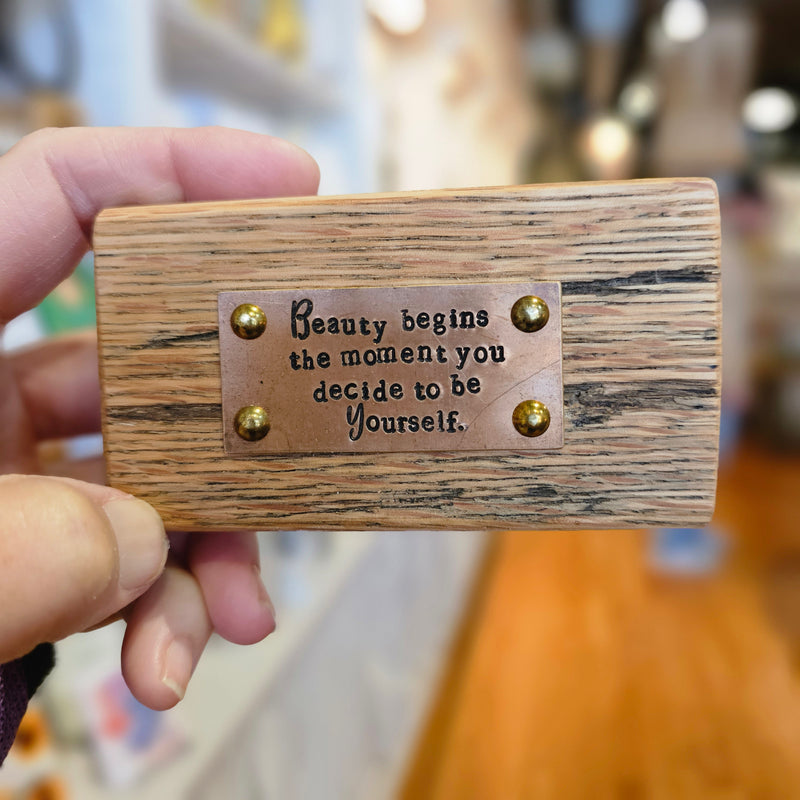 Beauty begins
the moment you
decide to be
Yourself.